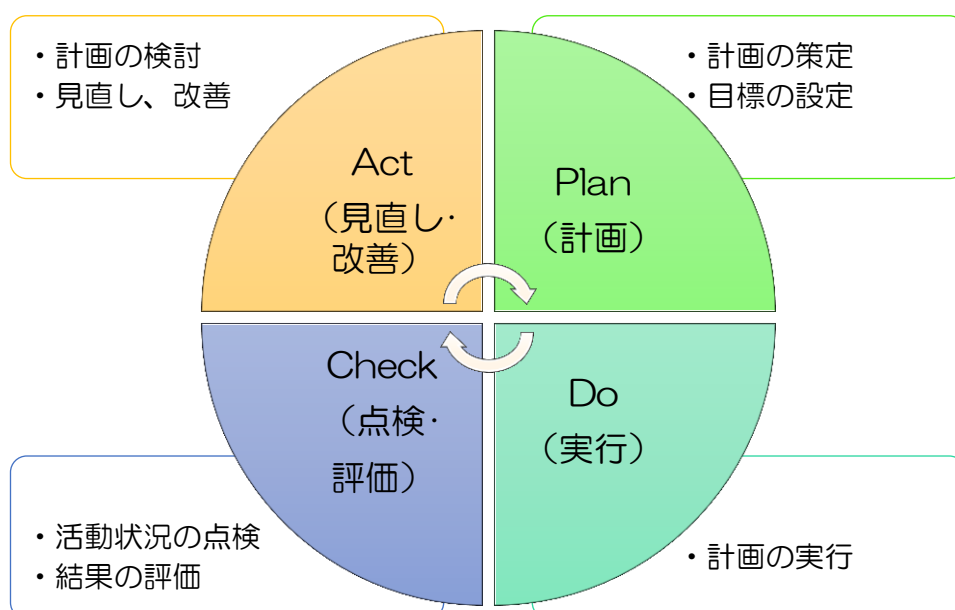 ・計画の検討
・見直し、改善
・計画の策定
・目標の設定
Act
（見直し・
改善）
Plan
（計画）
Check
（点検・
評価）
Do
（実行）
・活動状況の点検
・結果の評価
・計画の実行